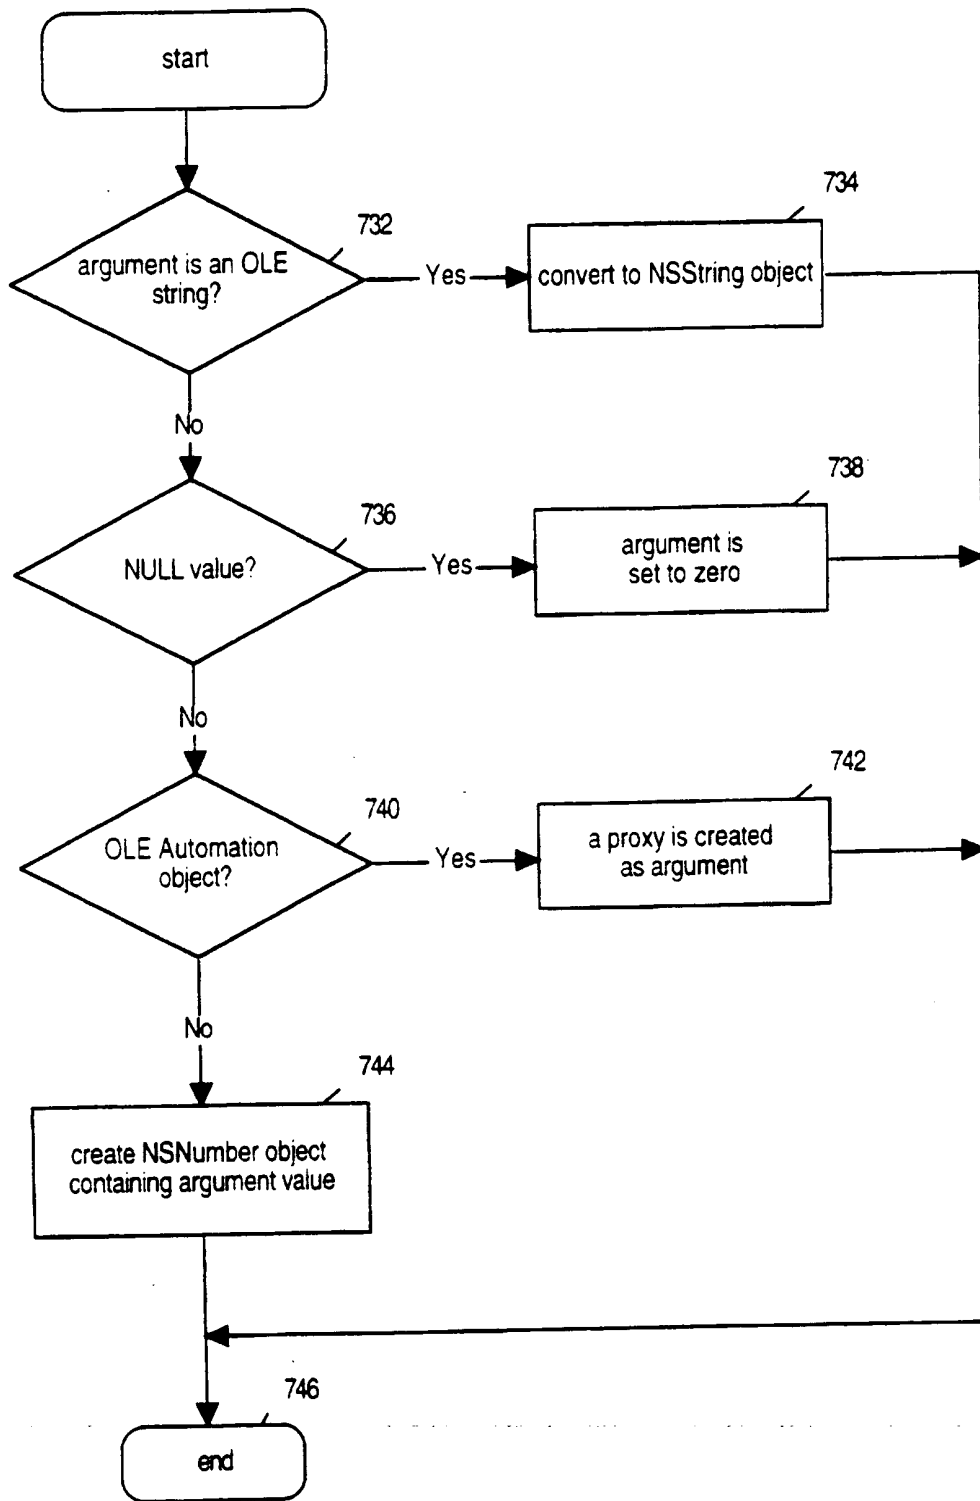 start
732
argument is an OLE
string?
Yes
734
convert to NSString object
No
736
NULL value?
Yes
738
argument is
set to zero
No
740
OLE Automation
object?
Yes
742
a proxy is created
as argument
No
744
create NSNumber object
containing argument value
746
end